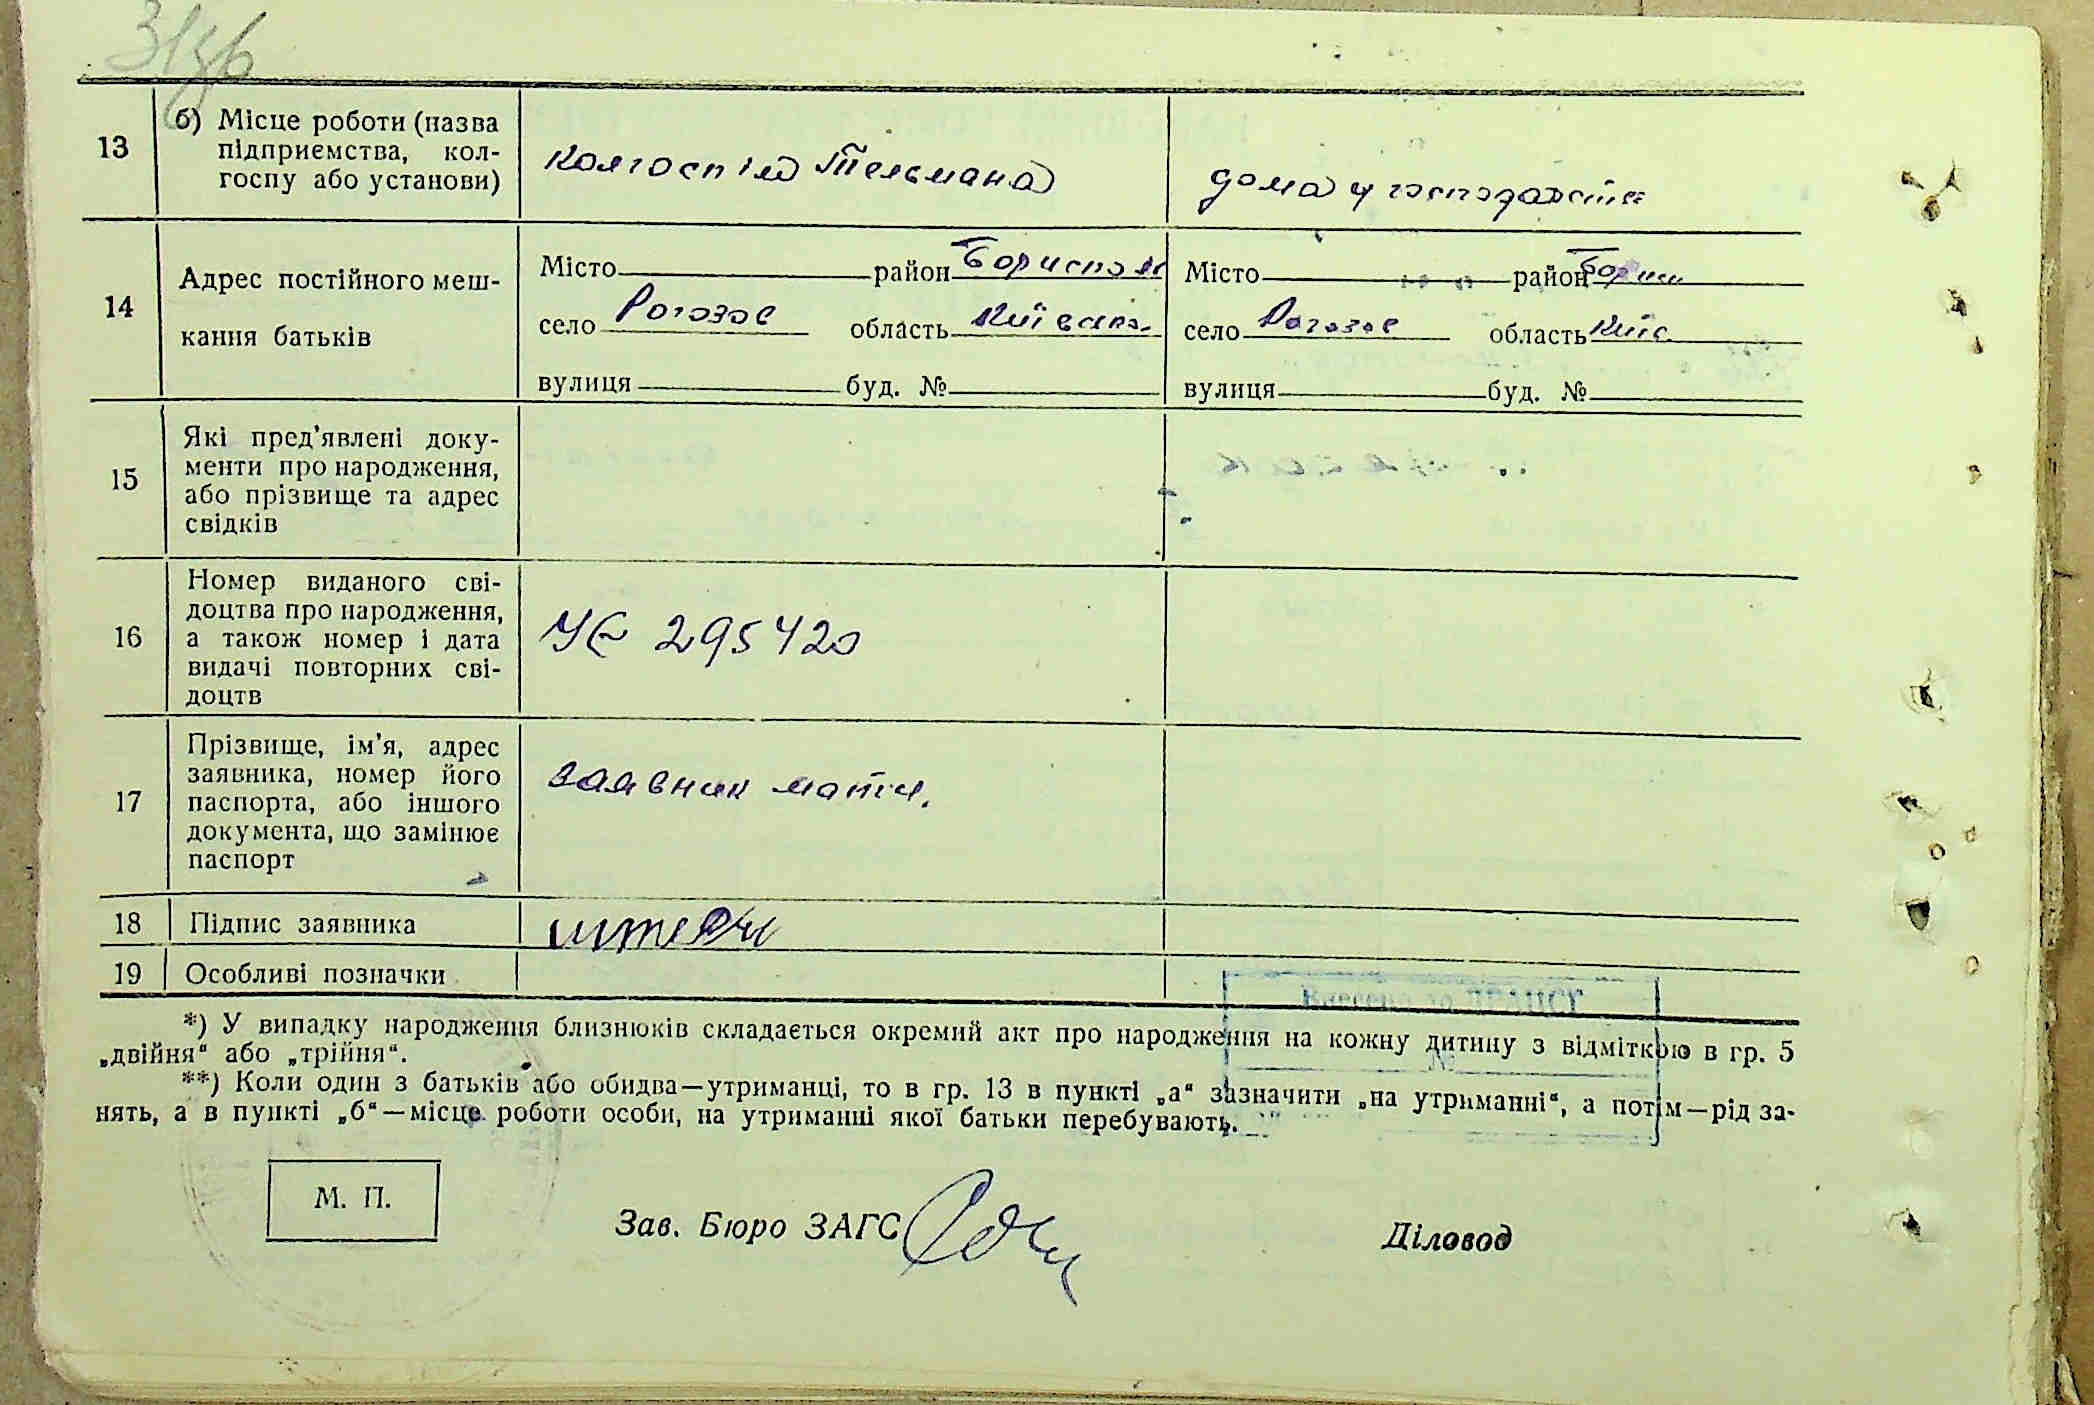 13 б) Місце роботи (назва
підприємства, кол-
госпу або установи)
колгосп ім Тельмана
дома у господарстві
14 Адрес постійного меш-
кання батьків
Місто район Бориспольс
село Рогозов область Київська
вулиця буд. №
Місто район Борисп
село Рогозов область Київ.
вулиця буд. №
15 Які пред'явлені доку-
менти про народження,
або прізвище та адрес
свідків
16 Номер виданого сві-
доцтва про народження,
а також номер і дата
видачі повторних сві-
доцтв
УЄ 295420
17 Прізвище, ім'я, адрес
заявника, номер його
паспорта, або іншого
документа, що замінює
паспорт
заявник мати.
18 Підпис заявника
19 Особливі позначки
Внесено до ДРАЦСГ
№
*) У випадку народження близнюків складається окремий акт про народження на кожну дитину з відміткою в гр. 5
„двійня“ або „трійня“.
**) Коли один з батьків або обидва—утриманці, то в гр. 13 в пункті „а“ зазначити „на утриманні“, а потім—рід за-
нять, а в пункті „б“—місце роботи особи, на утриманні якої батьки перебувають.
М. П.
Зав. Бюро ЗАГС
Діловод